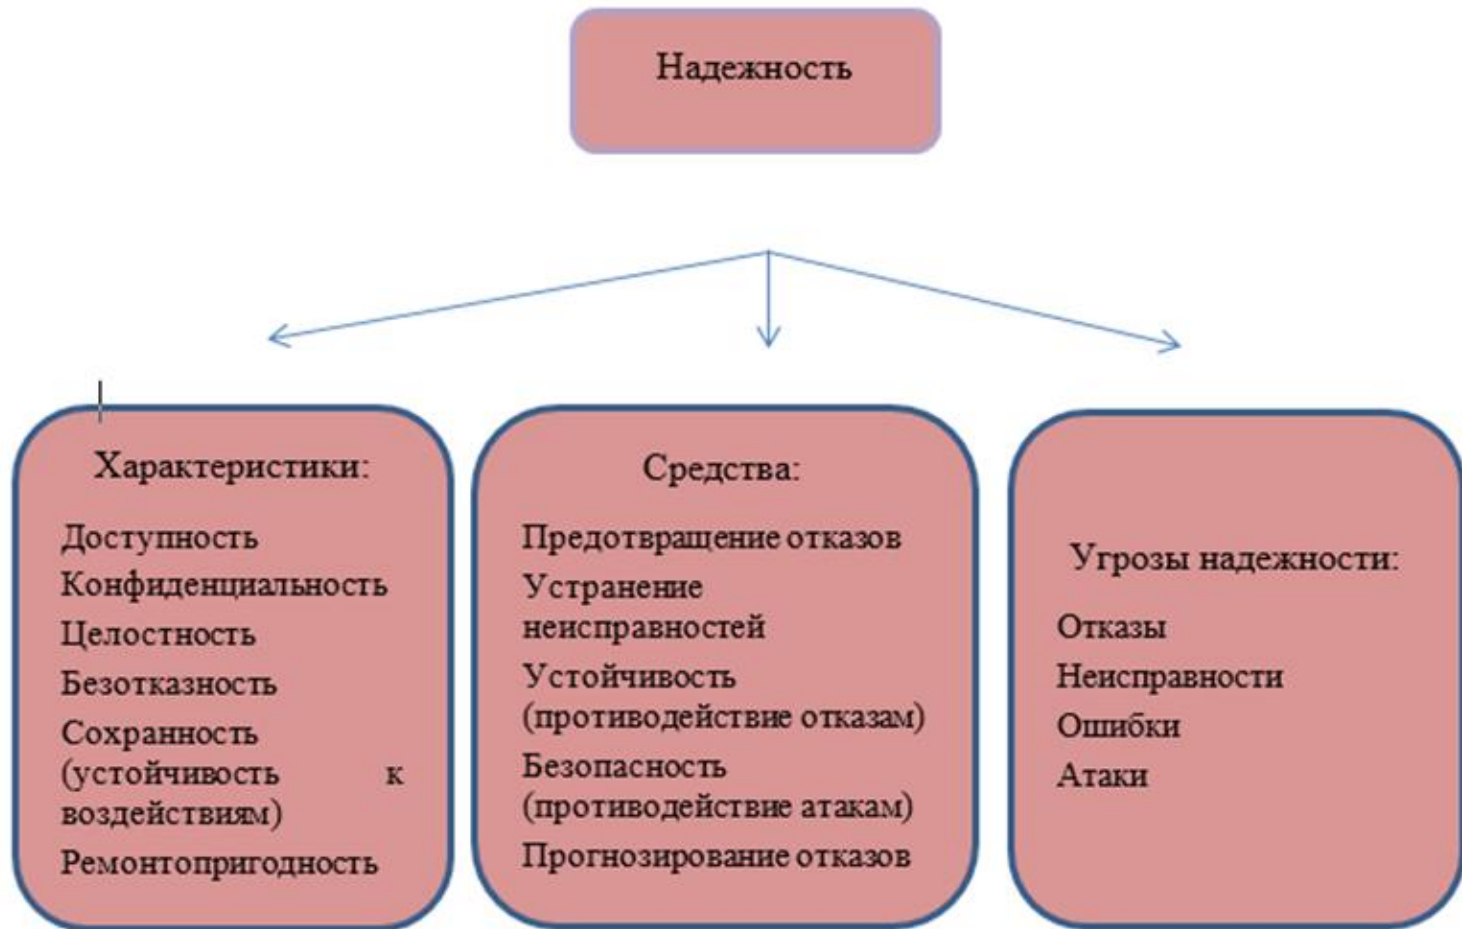 Надежность
Характеристики:
Доступность
Конфиденциальность
Целостность
Безотказность
Сохранность
(устойчивость к
воздействиям)
Ремонтопригодность
Средства:
Предотвращение отказов
Устранение
неисправностей
Устойчивость
(противодействие отказам)
Безопасность
(противодействие атакам)
Прогнозирование отказов
Угрозы надежности:
Отказы
Неисправности
Ошибки
Атаки